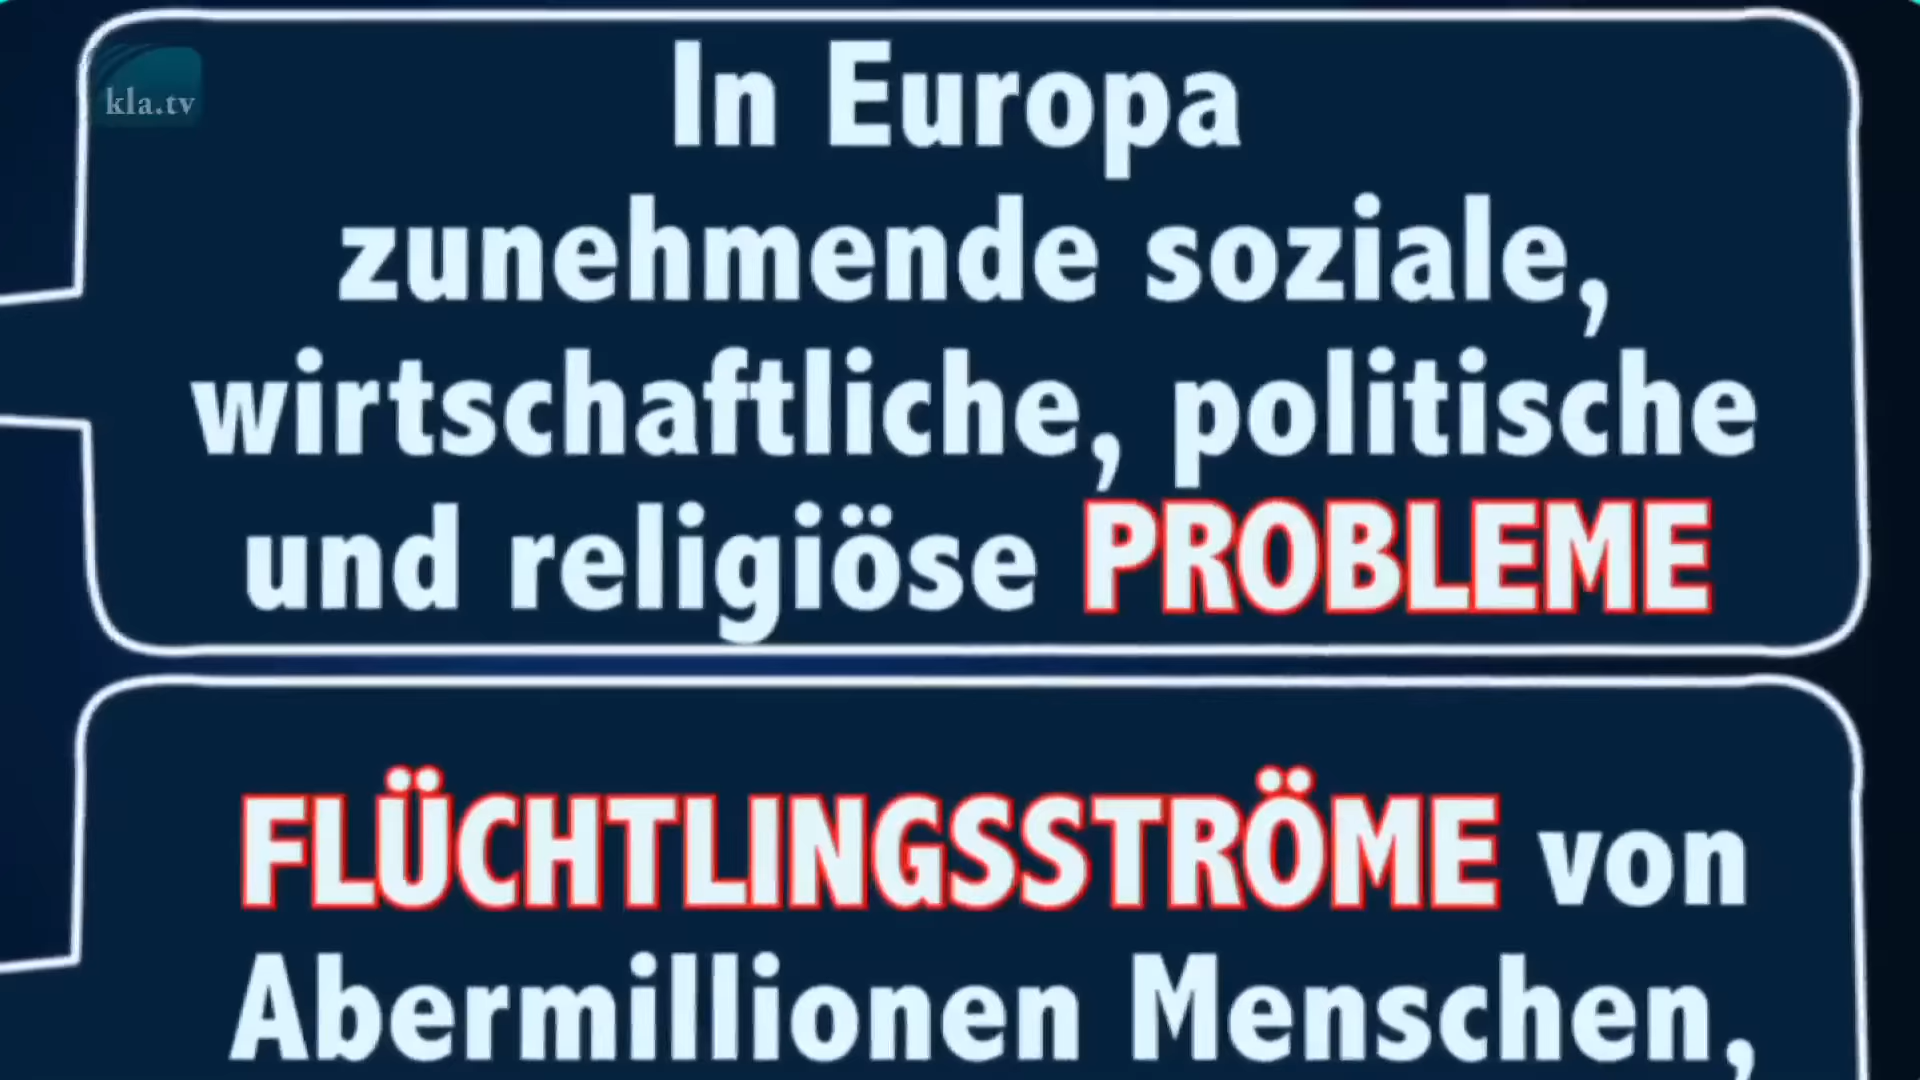 kla.tv
In Europa
zunehmende soziale,
wirtschaftliche, politische
und religiöse PROBLEME
FLÜCHTLINGSSTRÖME von
Abermillionen Menschen,